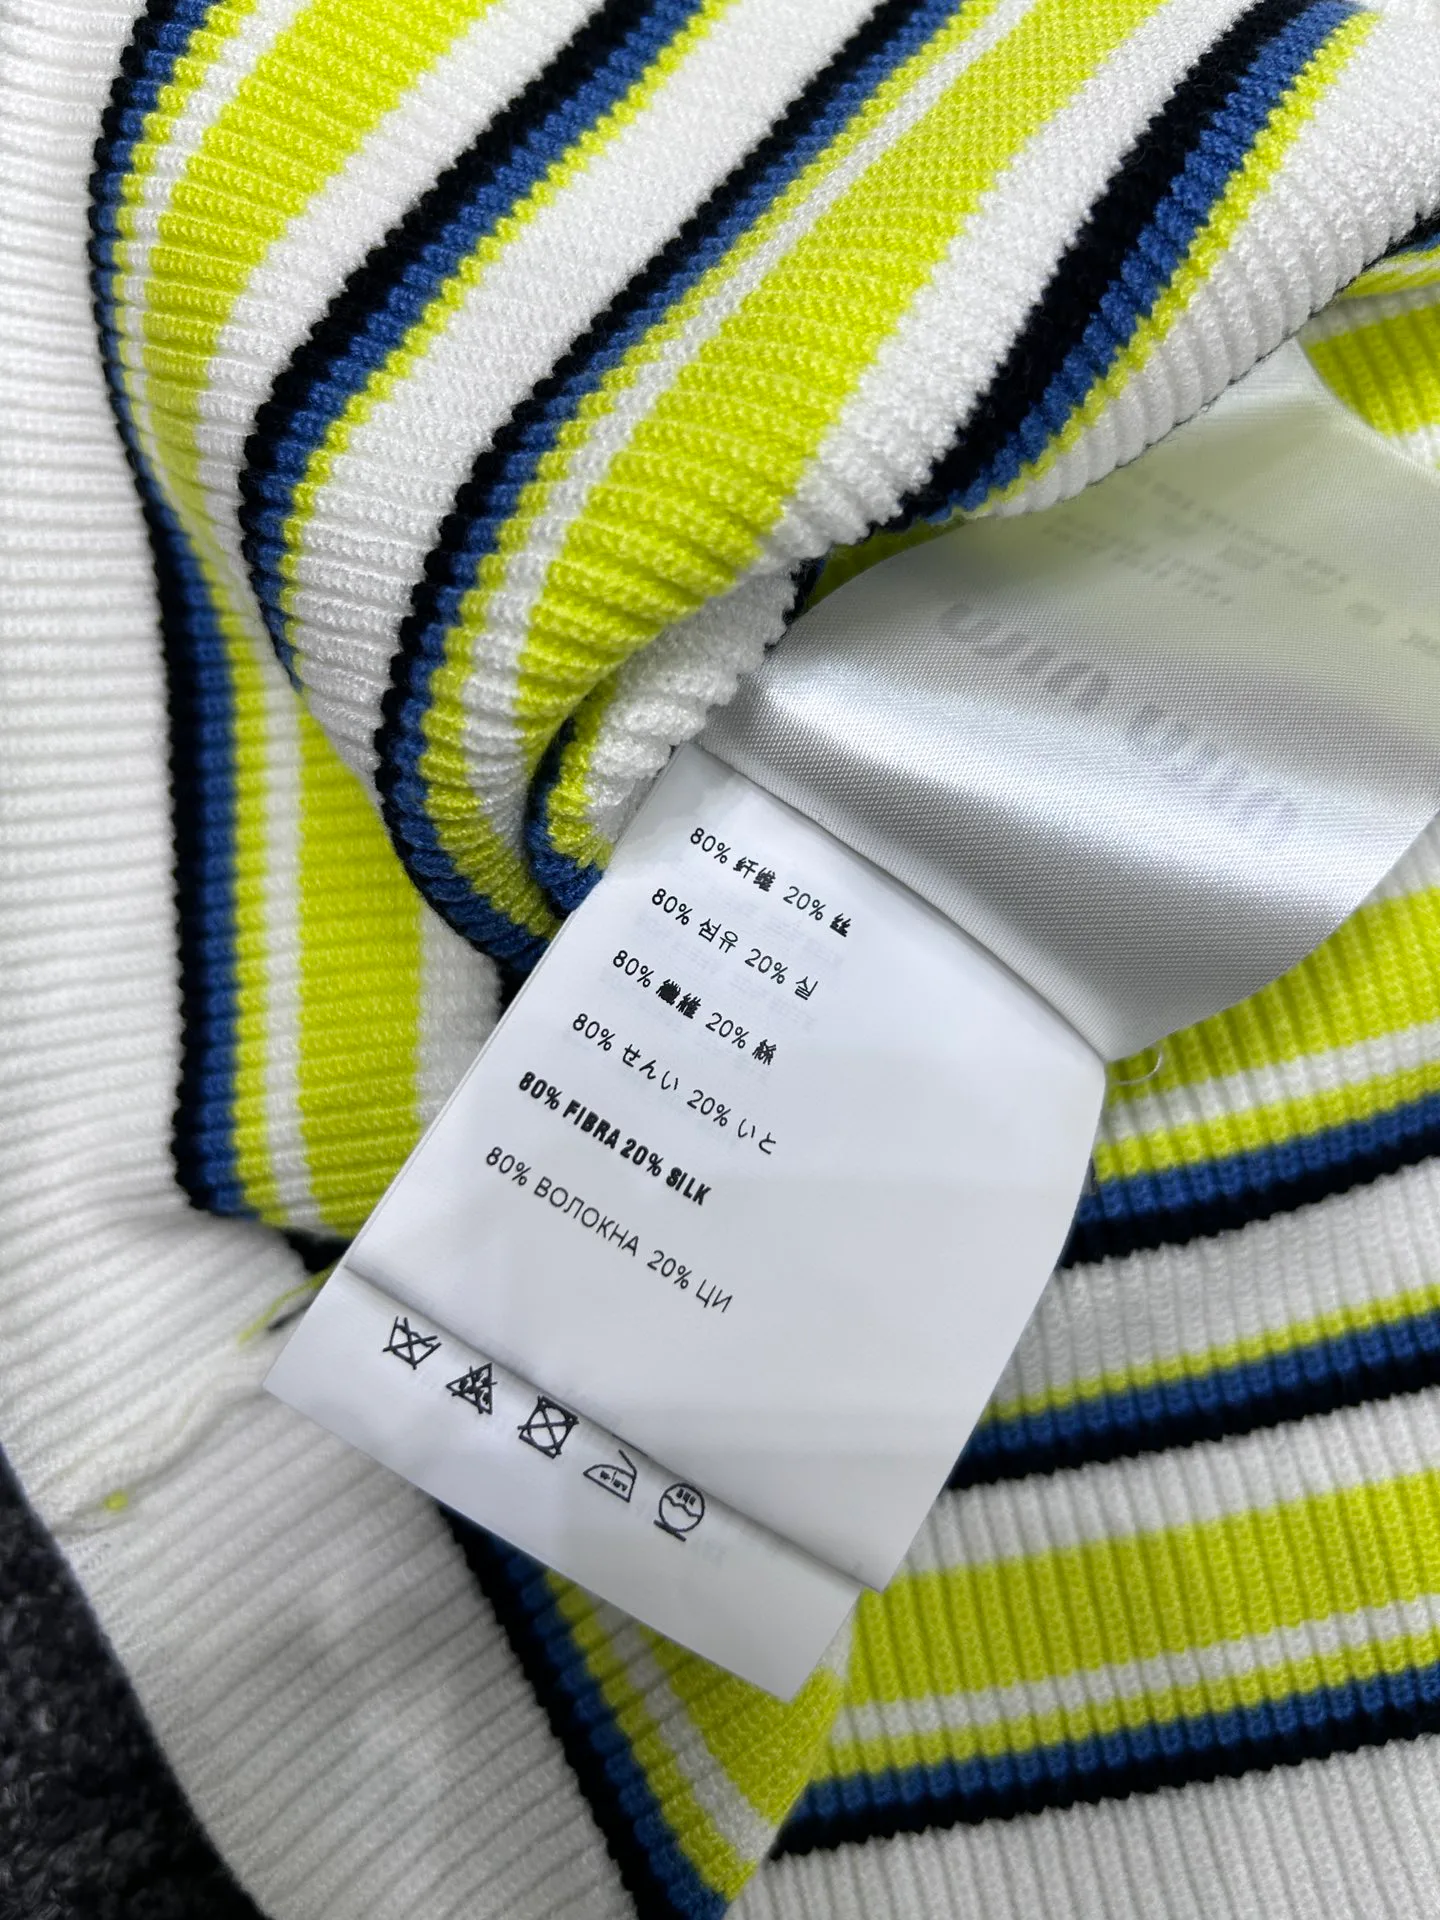 80% 纤维 20% 丝
80% 섬유 20% 실
80% 纖維 20% 絲
80% せんい 20% いと
80% FIBRA 20% SILK
80% ВОЛОКНА 20% ЦИ